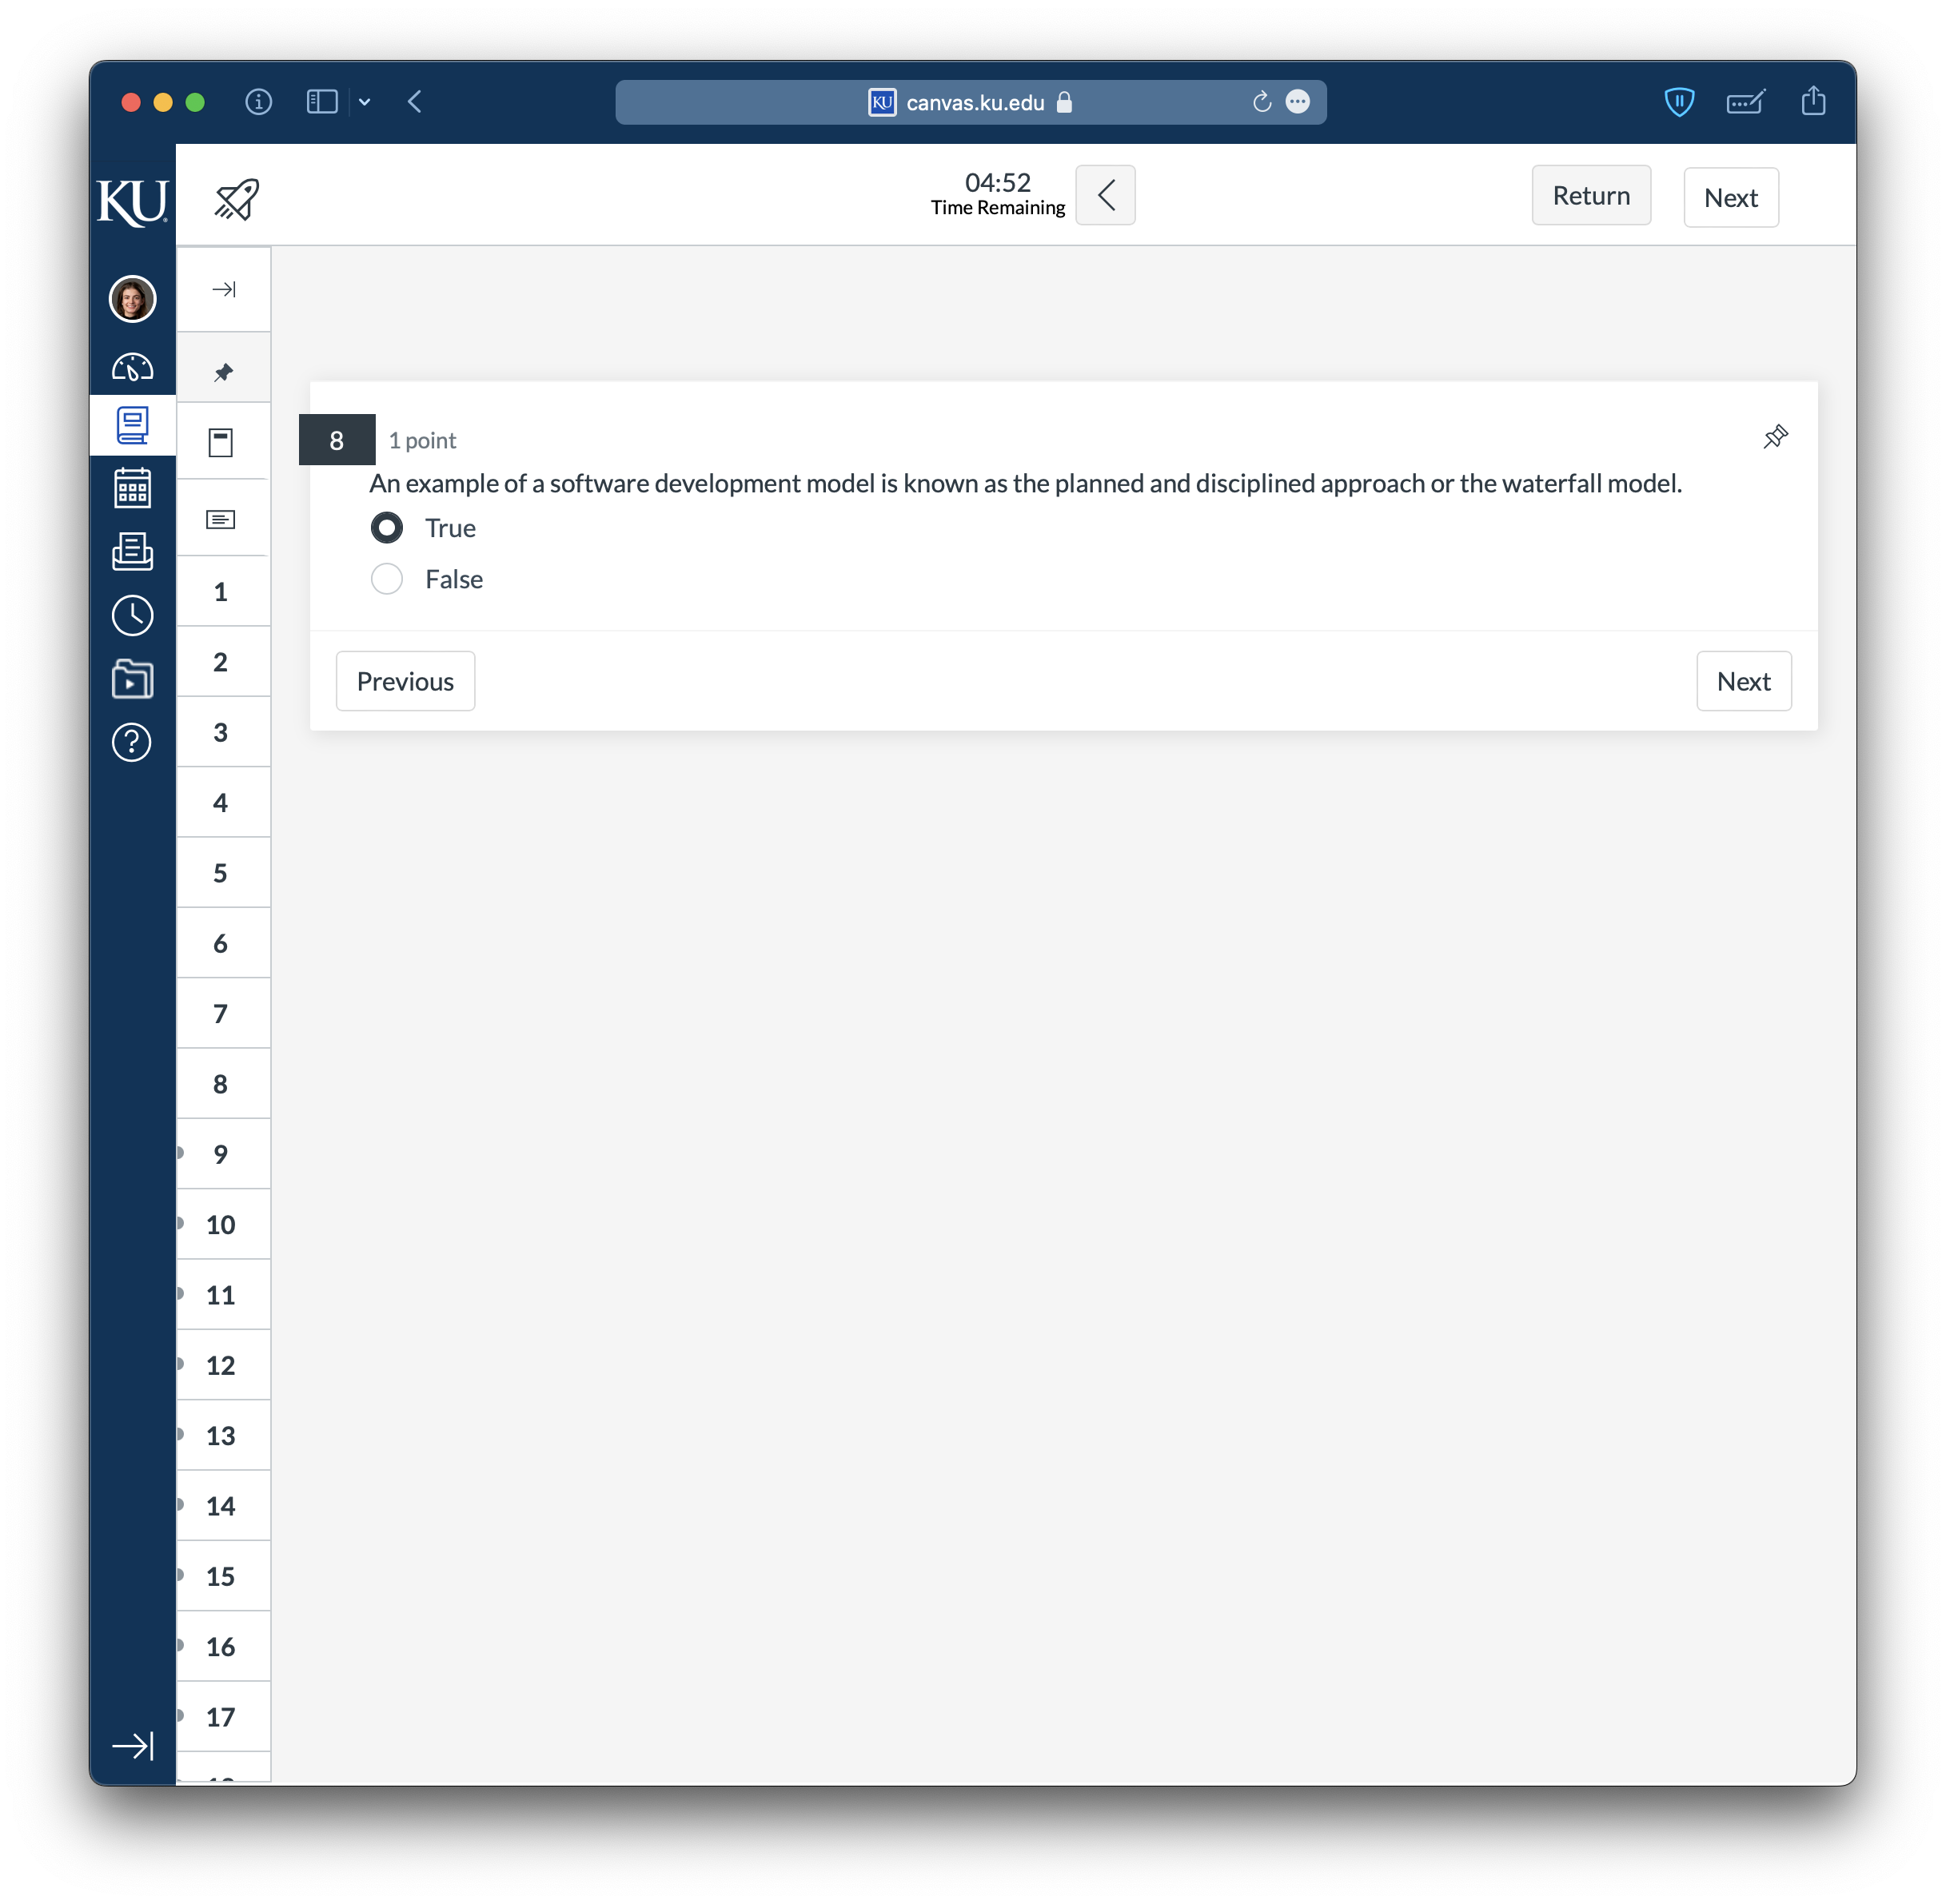 KU canvas.ku.edu
KU
04:52
Time Remaining
Return
Next
8
1 point
An example of a software development model is known as the planned and disciplined approach or the waterfall model.
True
False
Previous
Next
1
2
3
4
5
6
7
8
9
10
11
12
13
14
15
16
17